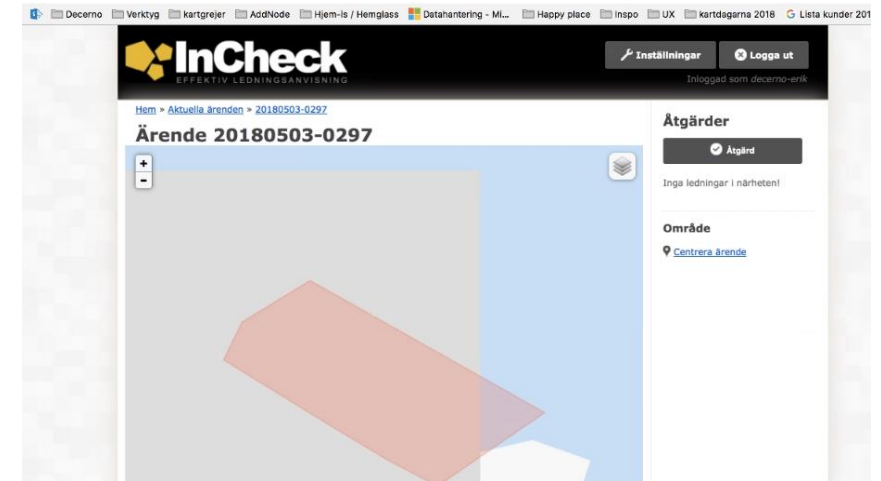 Decerno Verktyg kartgrejer AddNode Hjem-is / Hemglass Datahantering - Mi... Happy place Inspo UX kartdagarna 2018 G Lista kunder 201
InCheck
EFFEKTIV LEDNINGSANVISNING
Inställningar
Logga ut
Inloggad som decerno-erik
Hem » Aktuella ärenden » 20180503-0297
Ärende 20180503-0297
+
-
Åtgärder
Åtgärd
Inga ledningar i närheten!
Område
Centrera ärende